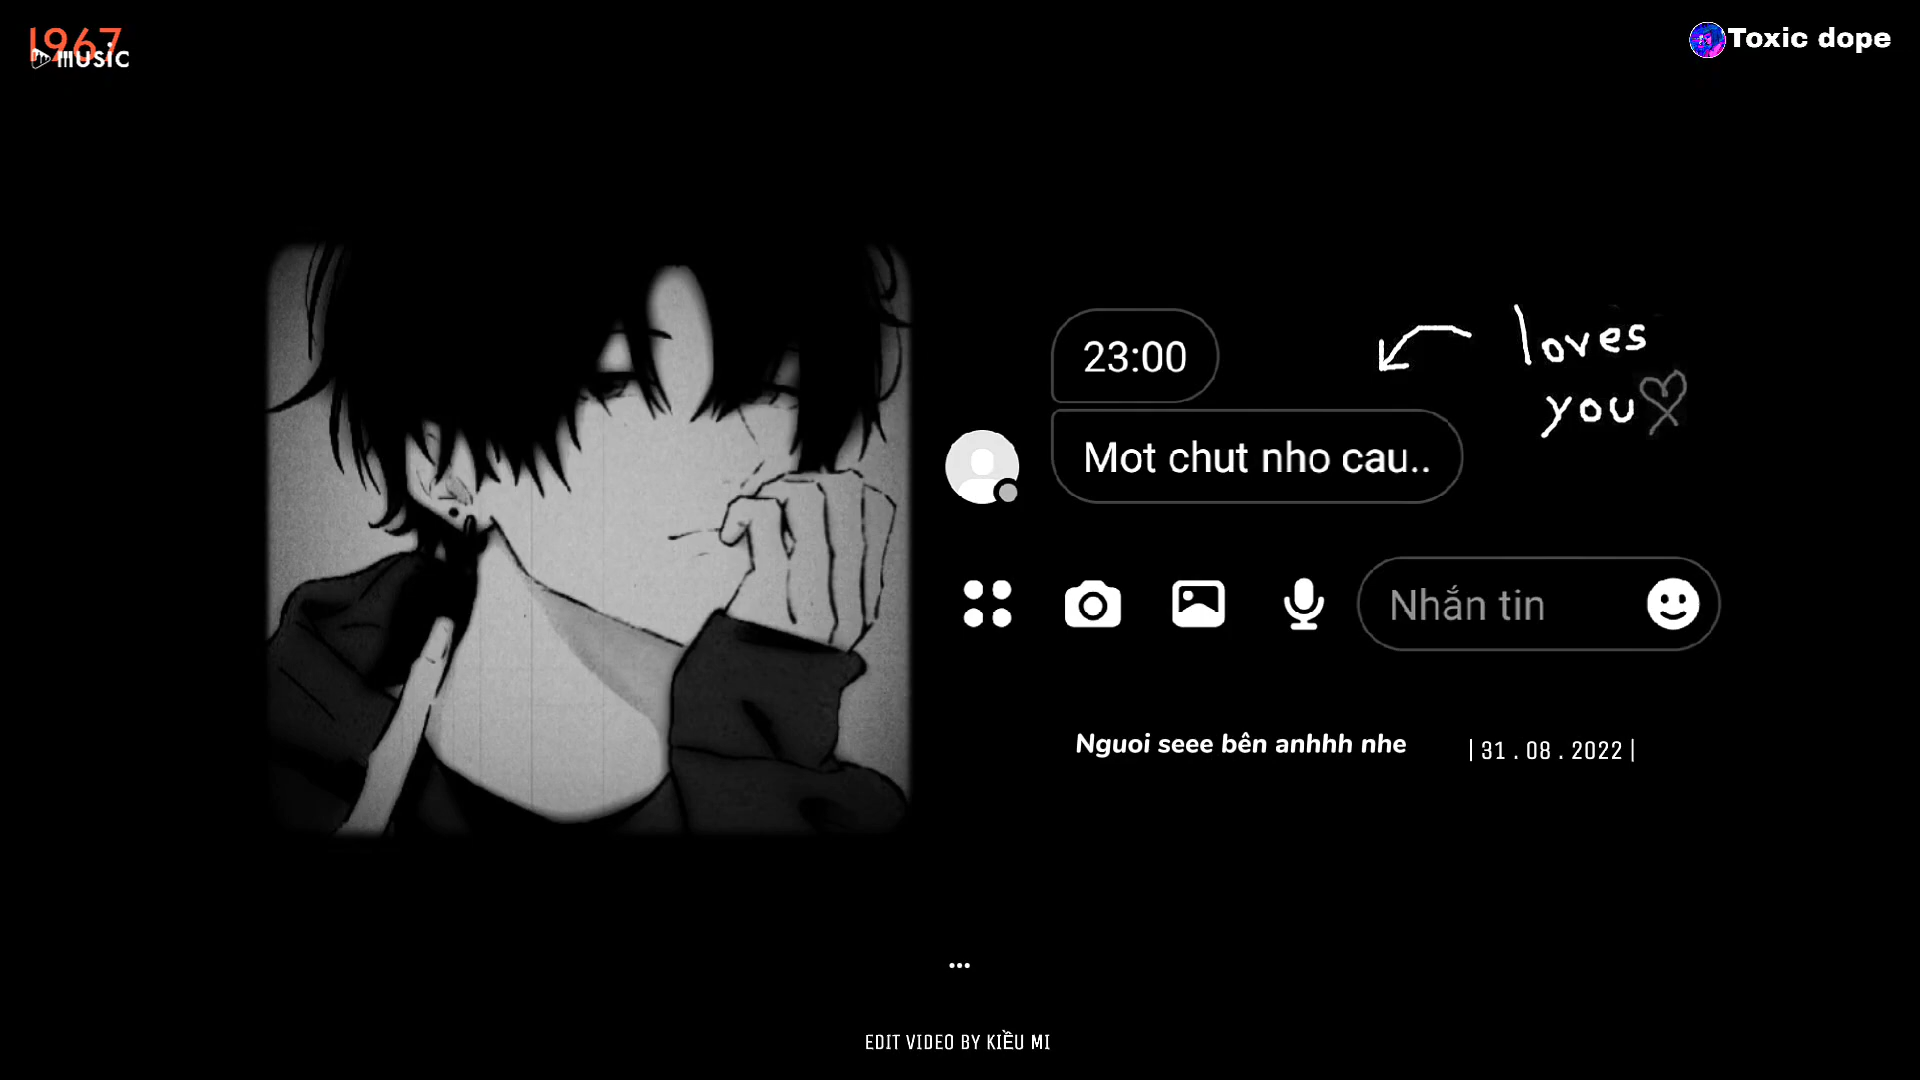 1967
music
Toxic dope
23:00
loves
you
Mot chut nho cau..
Nhắn tin
Nguoi seee bên anhhh nhe
| 31 . 08 . 2022 |
...
EDIT VIDEO BY KIỀU MI